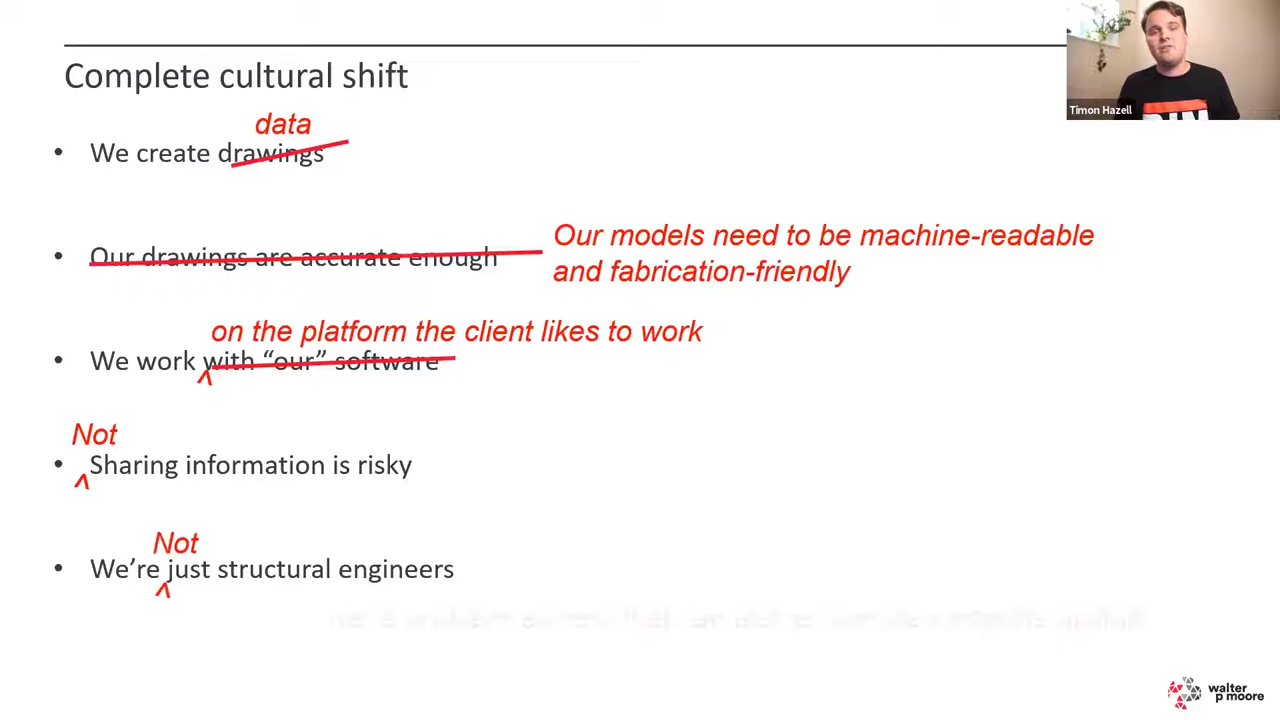 Complete cultural shift
data
• We create drawings
Our models need to be machine-readable
• Our drawings are accurate enough
and fabrication-friendly
on the platform the client likes to work
• We work with “our” software
Not
• Sharing information is risky
Not
• We’re just structural engineers
Timon Hazell
walter
p moore